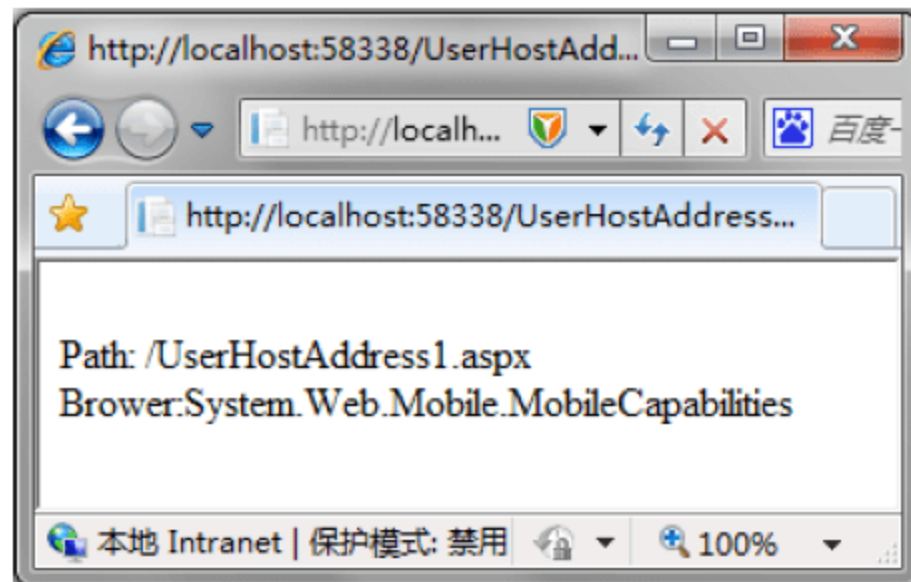 http://localhost:58338/UserHostAdd...
http://localh...
百度-
http://localhost:58338/UserHostAddress...
Path: /UserHostAddress1.aspx
Brower:System.Web.Mobile.MobileCapabilities
本地 Intranet | 保护模式: 禁用
100%